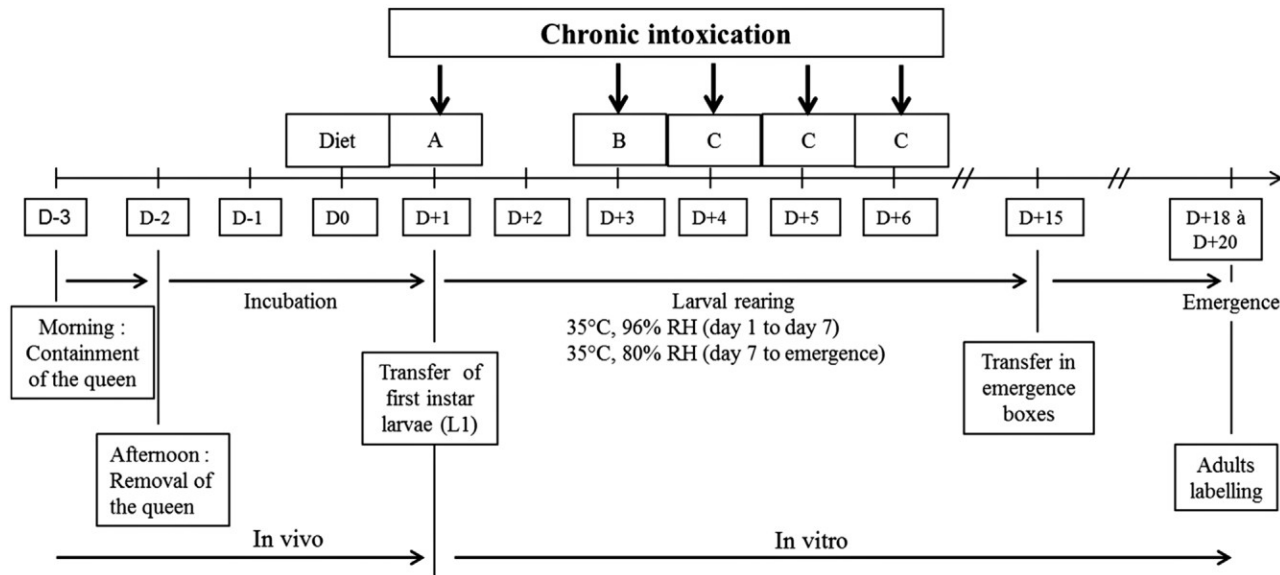 Chronic intoxication
Diet
A
B
C
C
C
D-3
D-2
D-1
D0
D+1
D+2
D+3
D+4
D+5
D+6
D+15
D+18 à
D+20
Incubation
Larval rearing
35°C, 96% RH (day 1 to day 7)
35°C, 80% RH (day 7 to emergence)
Emergence
Morning :
Containment
of the queen
Afternoon :
Removal of
the queen
Transfer of
first instar
larvae (L1)
Transfer in
emergence
boxes
Adults
labelling
In vivo
In vitro